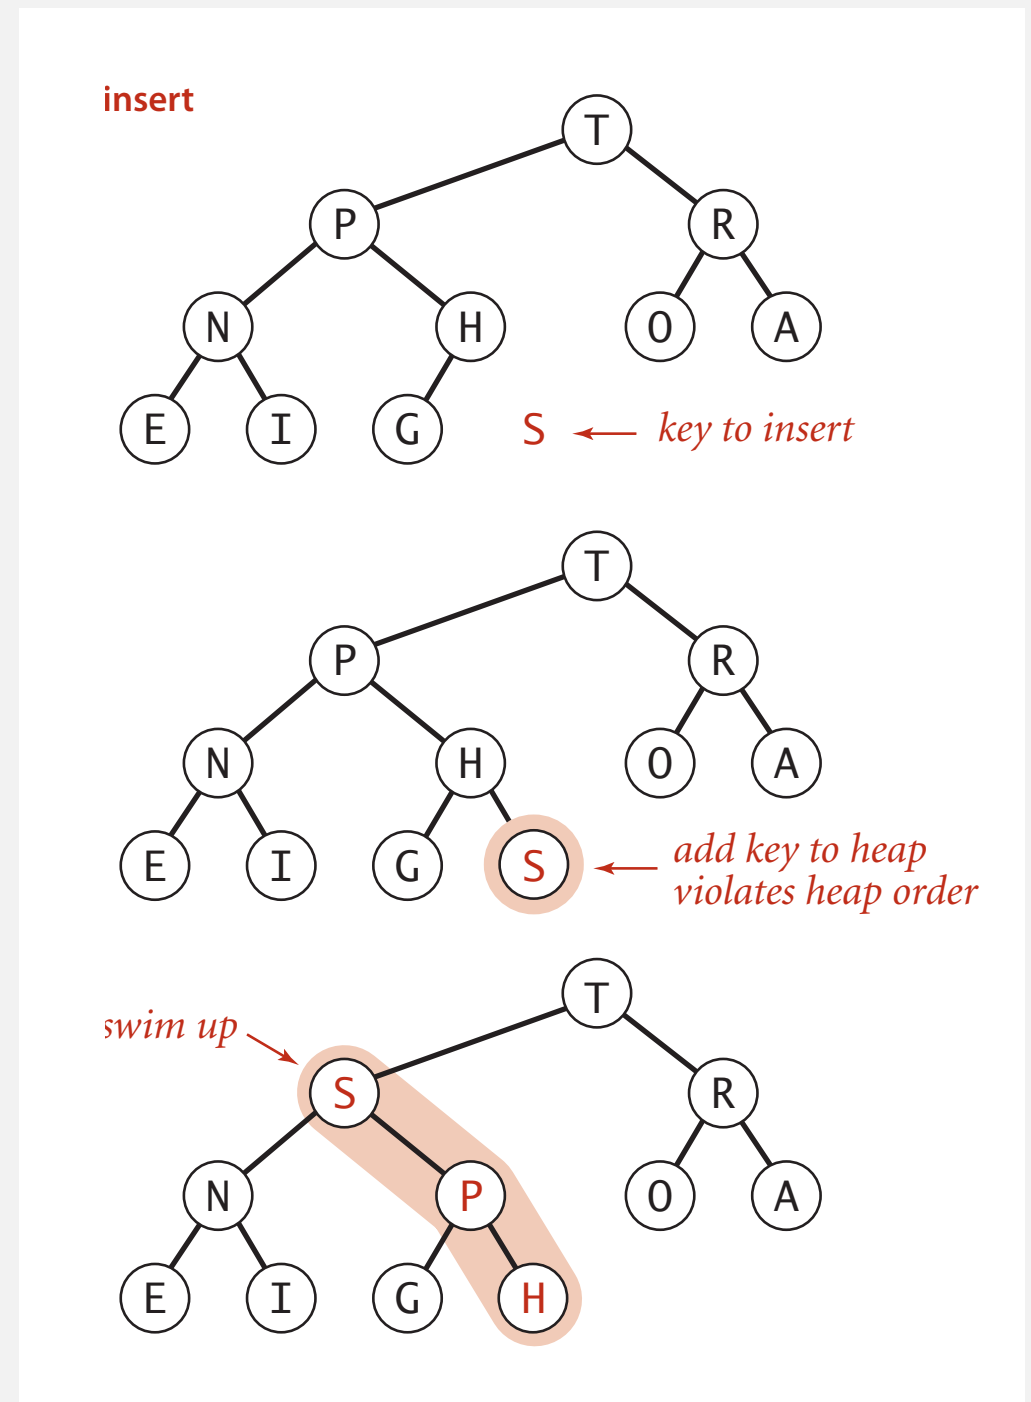 insert
T
P R
N H O A
E I G S key to insert
T
P R
N H O A
E I G S add key to heap
violates heap order
T
swim up
S R
N P O A
E I G H